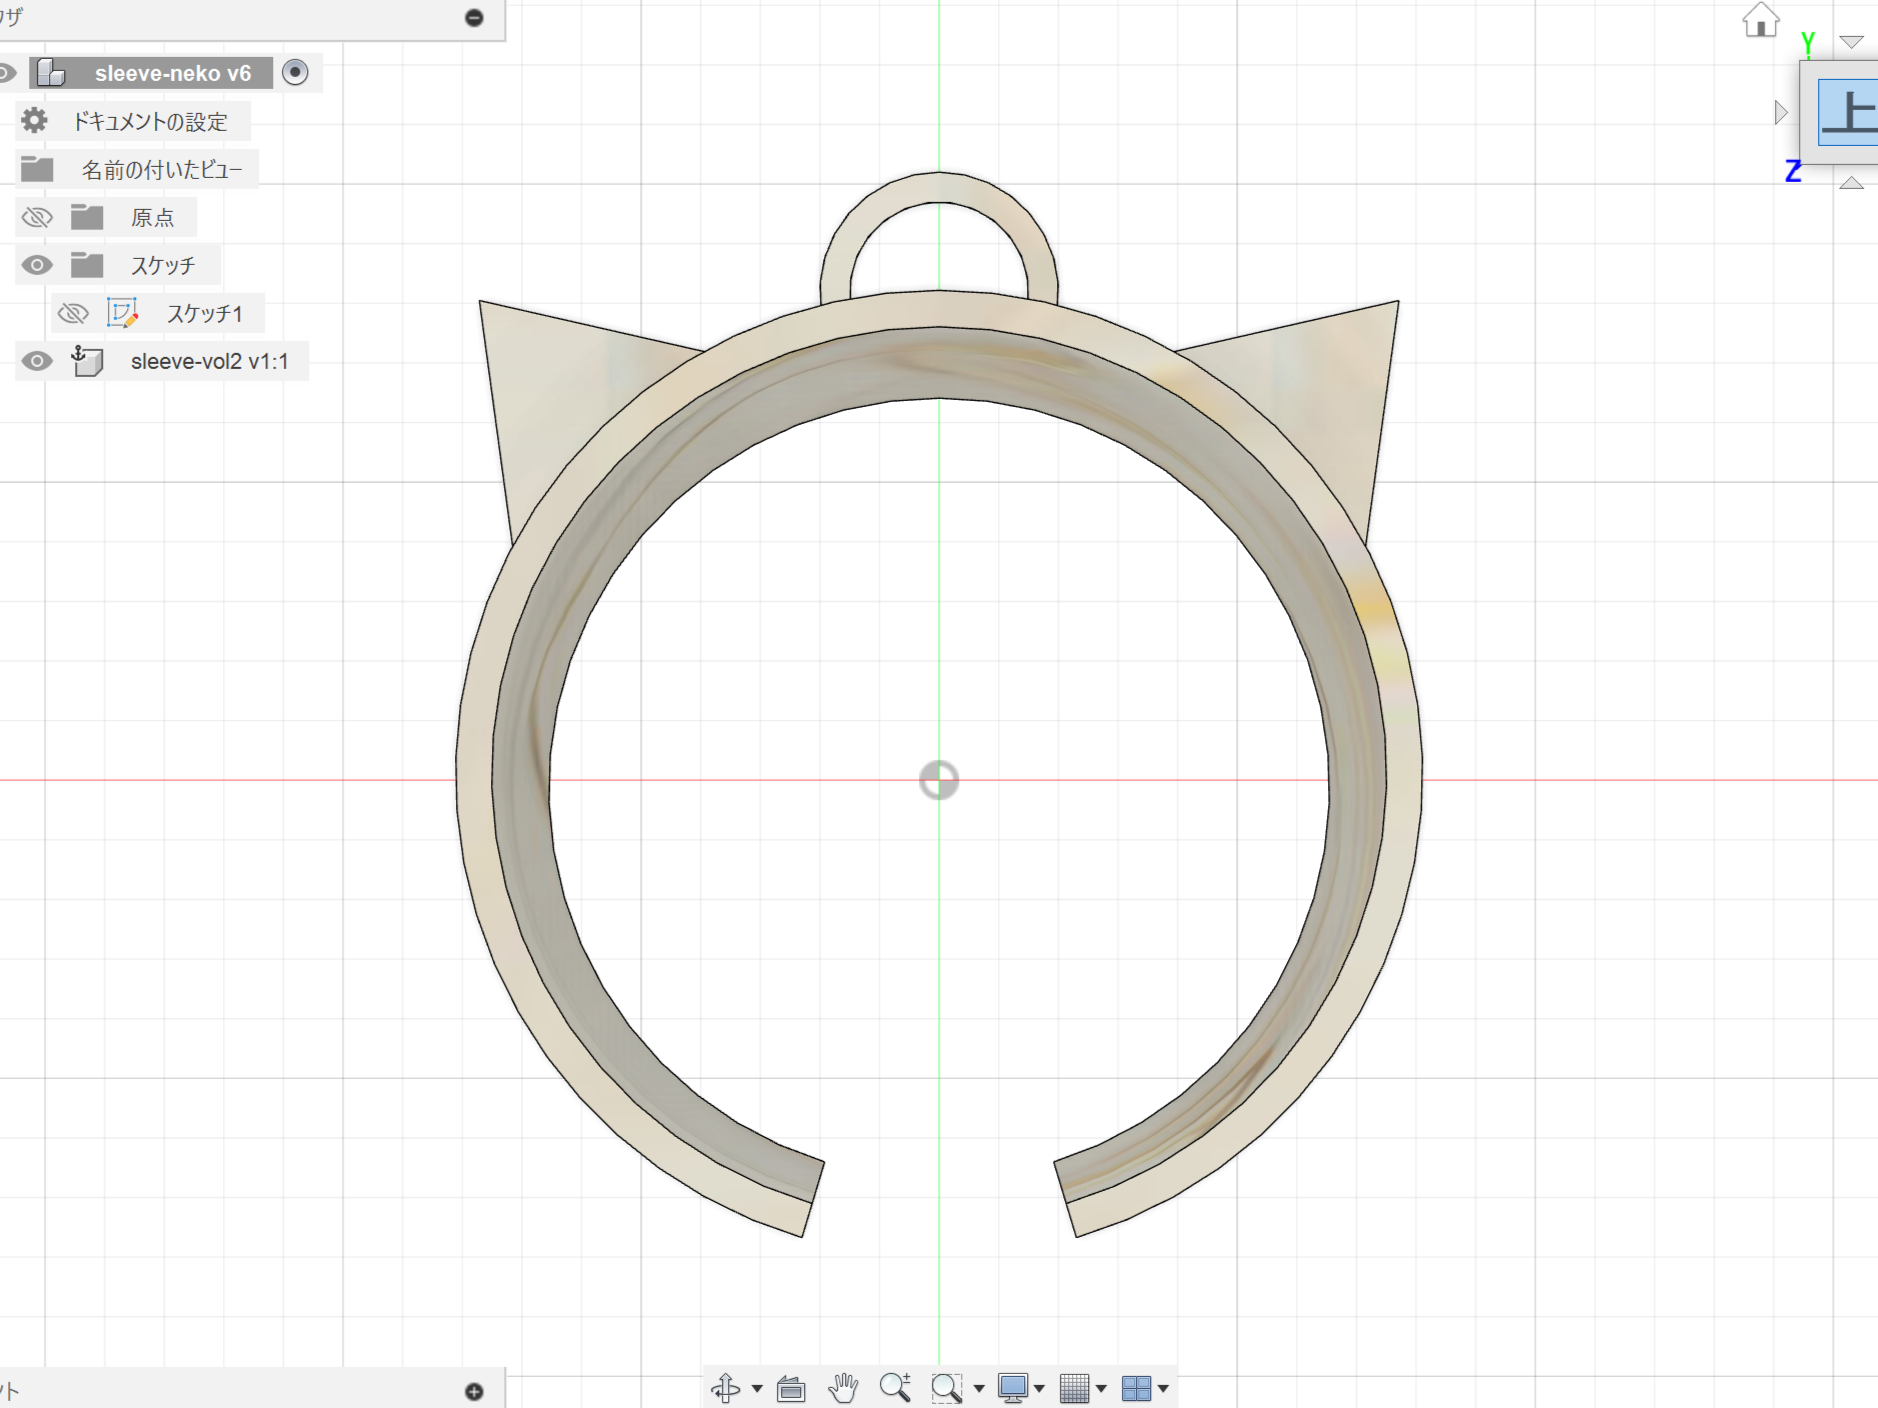 ザ
sleeve-neko v6
ドキュメントの設定
名前の付いたビュー
原点
スケッチ
スケッチ1
sleeve-vol2 v1:1
Y
上
Z
ント